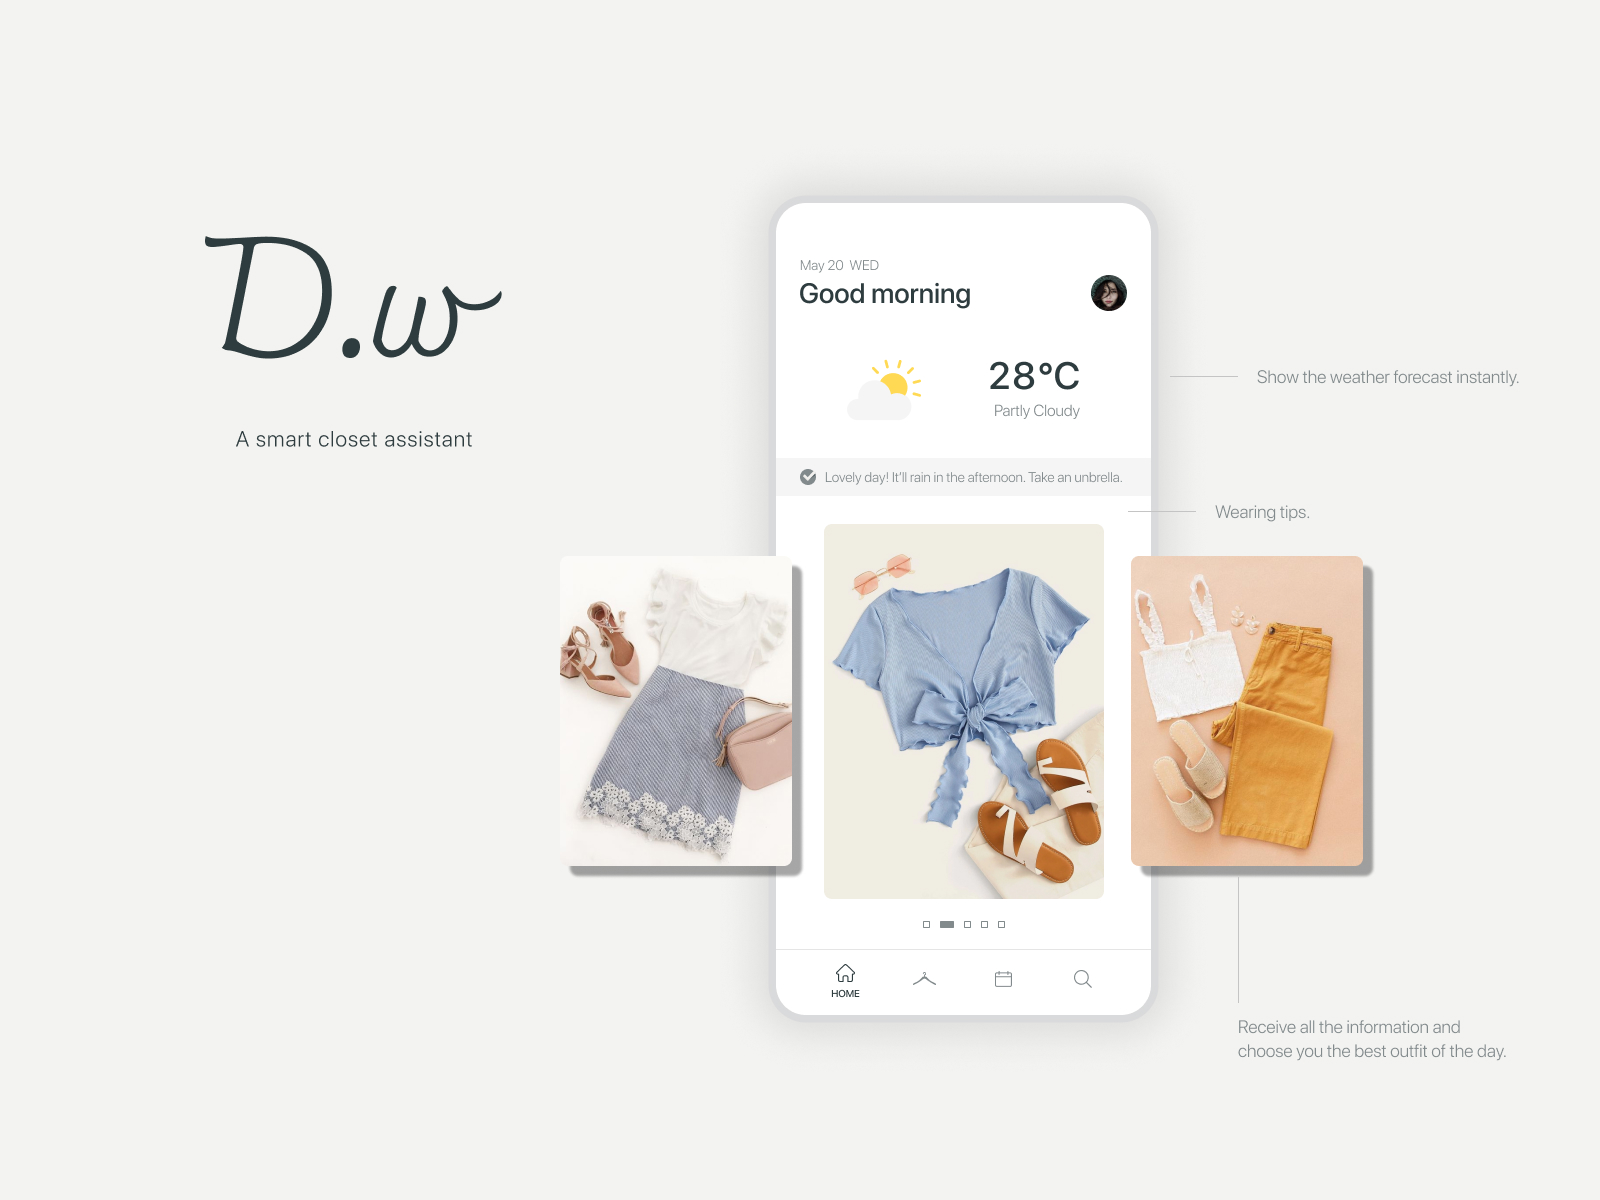 D.w
A smart closet assistant
May 20 WED
Good morning
28°C
Partly Cloudy
Show the weather forecast instantly.
Lovely day! It'll rain in the afternoon. Take an unbrella.
Wearing tips.
HOME
Receive all the information and
choose you the best outfit of the day.